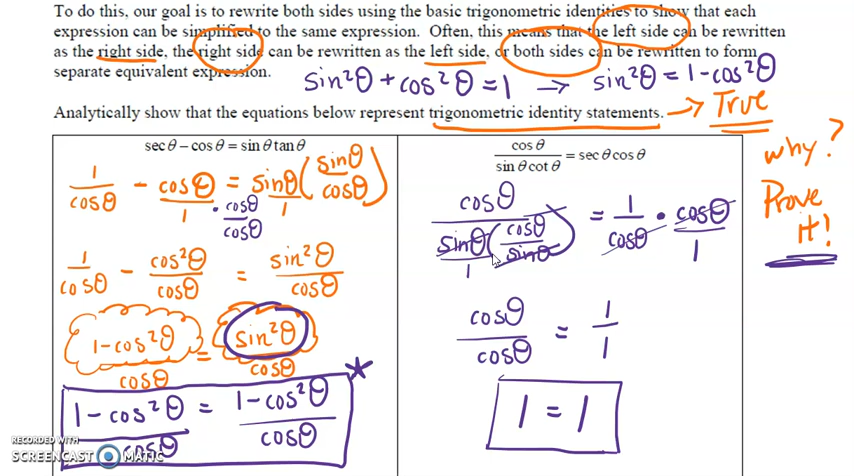 To do this, our goal is to rewrite both sides using the basic trigonometric identities to show that each
expression can be simplified to the same expression. Often, this means that the left side can be rewritten
as the right side, the right side can be rewritten as the left side, or both sides can be rewritten to form
separate equivalent expression.
sin²θ + cos²θ = 1 → sin²θ = 1 - cos²θ
Analytically show that the equations below represent trigonometric identity statements. → True
why?
Prove
it!
sec θ − cos θ = sin θ tan θ
1/cosθ - cosθ/1 · cosθ/cosθ = sinθ/1 (sinθ/cosθ)
1/cosθ - cos²θ/cosθ = sin²θ/cosθ
1-cos²θ/cosθ = sin²θ/cosθ
1-cos²θ/cosθ = 1-cos²θ/cosθ *
cos θ/sin θ cot θ = sec θ cos θ
cosθ/sinθ/1 (cosθ/sinθ) = 1/cosθ · cosθ/1
cosθ/cosθ = 1/1
1 = 1
RECORDED WITH
SCREENCAST MATIC